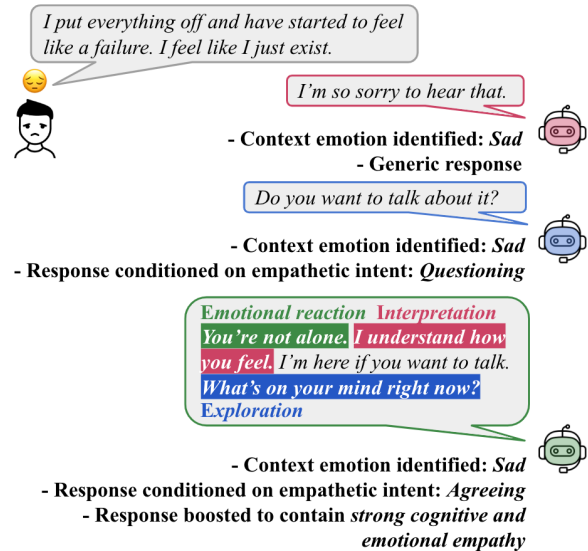 I put everything off and have started to feel
like a failure. I feel like I just exist.
I'm so sorry to hear that.
- Context emotion identified: Sad
- Generic response
Do you want to talk about it?
- Context emotion identified: Sad
- Response conditioned on empathetic intent: Questioning
Emotional reaction Interpretation
You're not alone. I understand how
you feel. I'm here if you want to talk.
What's on your mind right now?
Exploration
- Context emotion identified: Sad
- Response conditioned on empathetic intent: Agreeing
- Response boosted to contain strong cognitive and
emotional empathy